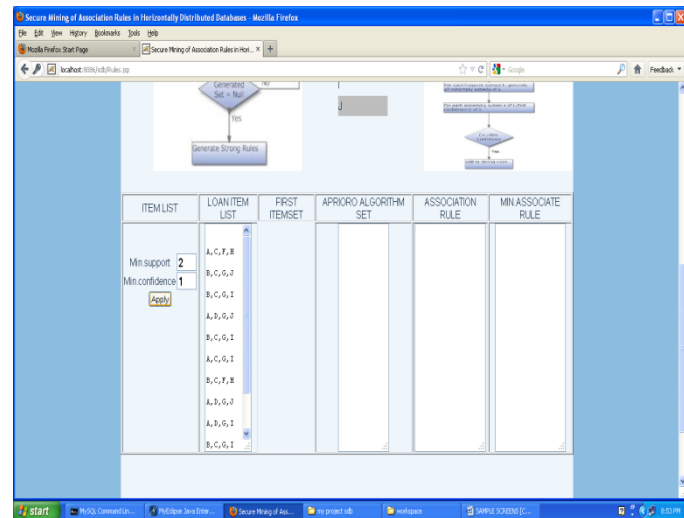 Secure Mining of Association Rules in Horizontally Distributed Databases - Mozilla Firefox
File Edit View History Bookmarks Tools Help
Mozilla Firefox Start Page × Secure Mining of Association Rules in Hori... × +
localhost:8086/sdb/Rules.jsp Google Feedback
Generated Set = Null
Yes
Generate Strong Rules
J
Yes
ITEM LIST
LOAN ITEM LIST
FIRST ITEMSET
APRIORO ALGORITHM SET
ASSOCIATION RULE
MIN.ASSOCIATE RULE
Min.support 2
Min.confidence 1
Apply
A,C,F,H
B,C,G,J
B,C,G,I
A,D,G,J
B,C,G,I
A,C,G,I
B,C,F,H
A,D,G,J
A,D,G,I
B,C,G,I
start MySQL Command Lin... MyEclipse Java Enter... Secure Mining of Ass... my project sdb workspace SAMPLE SCREENS [C... 8:53 PM